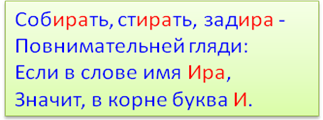 Собирать, стирать, задира -
Повнимательней гляди:
Если в слове имя Ира,
Значит, в корне буква И.